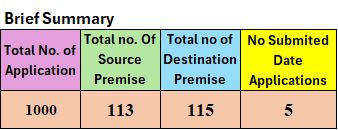 Brief Summary
Total No. of Application
Total no. Of Source Premise
Total no of Destination Premise
No Submited Date Applications
1000 113 115 5